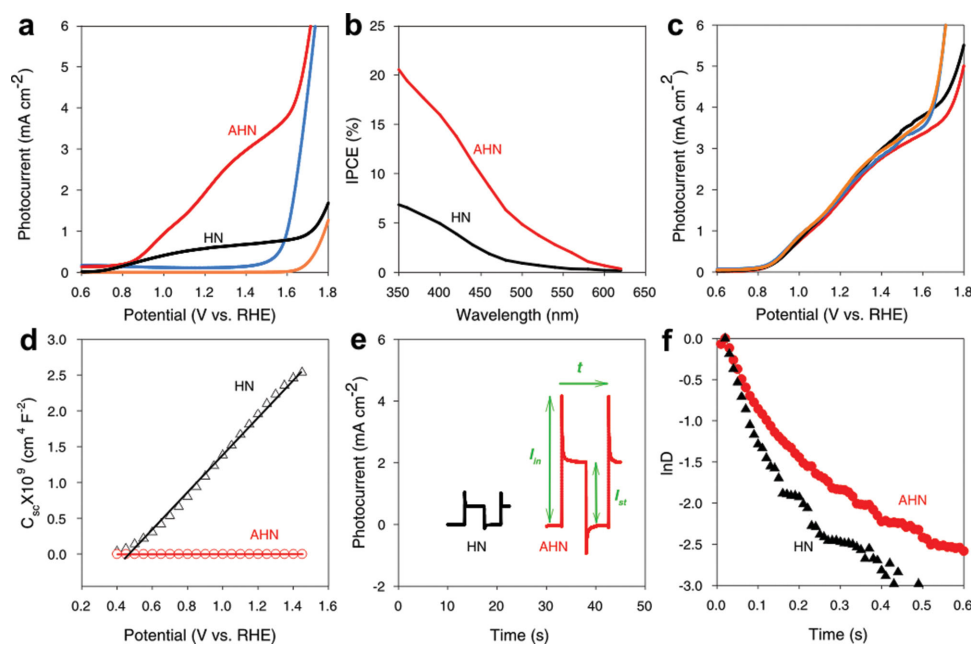 a
Photocurrent (mA cm-2)
6
5
4
3
2
1
0
AHN
HN
0.6 0.8 1.0 1.2 1.4 1.6 1.8
Potential (V vs. RHE)
b
IPCE (%)
25
20
15
10
5
0
AHN
HN
350 400 450 500 550 600 650
Wavelength (nm)
c
Photocurrent (mA cm-2)
6
5
4
3
2
1
0
0.6 0.8 1.0 1.2 1.4 1.6 1.8
Potential (V vs. RHE)
d
CscX10^9 (cm^4 F-2)
3.0
2.5
2.0
1.5
1.0
0.5
0.0
HN
AHN
0.4 0.6 0.8 1.0 1.2 1.4 1.6
0.2
Potential (V vs. RHE)
e
Photocurrent (mA cm-2)
6
4
2
0
-2
t
Iin
Ist
HN
AHN
0 10 20 30 40 50
Time (s)
f
lnD
0.0
-0.5
-1.0
-1.5
-2.0
-2.5
-3.0
AHN
HN
0.0 0.1 0.2 0.3 0.4 0.5 0.6
Time (s)